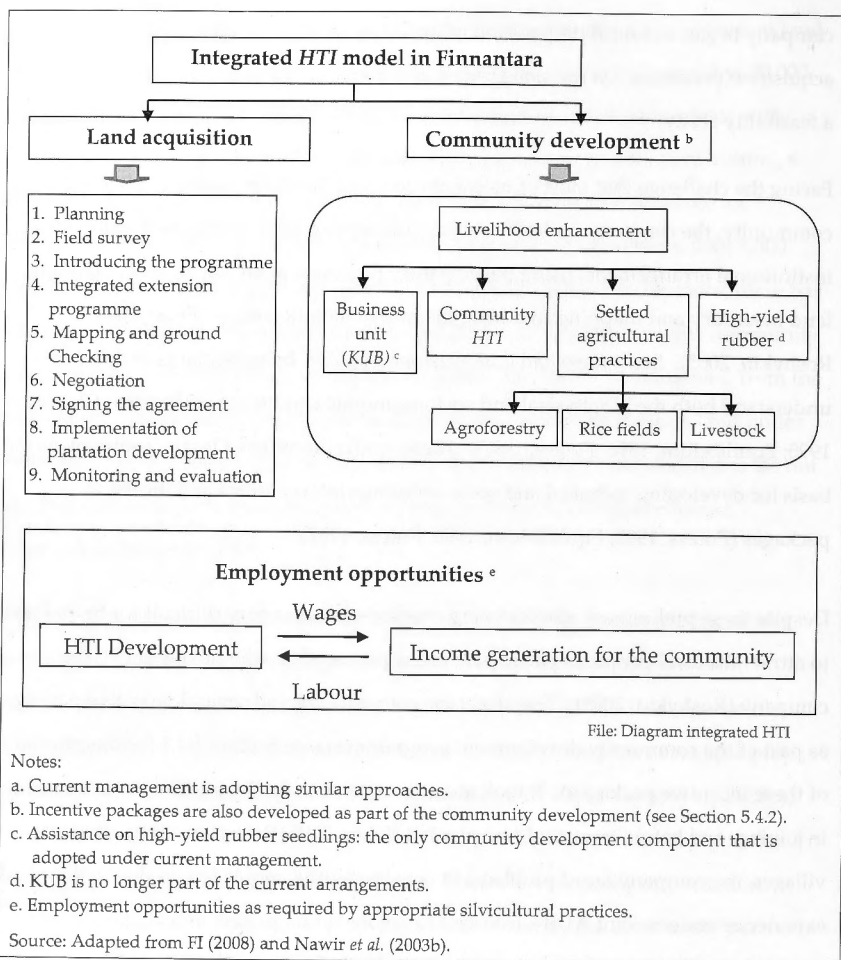 Integrated HTI model in Finnantara
Land acquisition
Community development b
1. Planning
2. Field survey
3. Introducing the programme
4. Integrated extension
programme
5. Mapping and ground
Checking
6. Negotiation
7. Signing the agreement
8. Implementation of
plantation development
9. Monitoring and evaluation
Livelihood enhancement
Business
unit
(KUB) c
Community
HTI
Settled
agricultural
practices
High-yield
rubber d
Agroforestry
Rice fields
Livestock
Employment opportunities e
Wages
HTI Development
Income generation for the community
Labour
File: Diagram integrated HTI
Notes:
a. Current management is adopting similar approaches.
b. Incentive packages are also developed as part of the community development (see Section 5.4.2).
c. Assistance on high-yield rubber seedlings: the only community development component that is
adopted under current management.
d. KUB is no longer part of the current arrangements.
e. Employment opportunities as required by appropriate silvicultural practices.
Source: Adapted from FI (2008) and Nawir et al. (2003b).